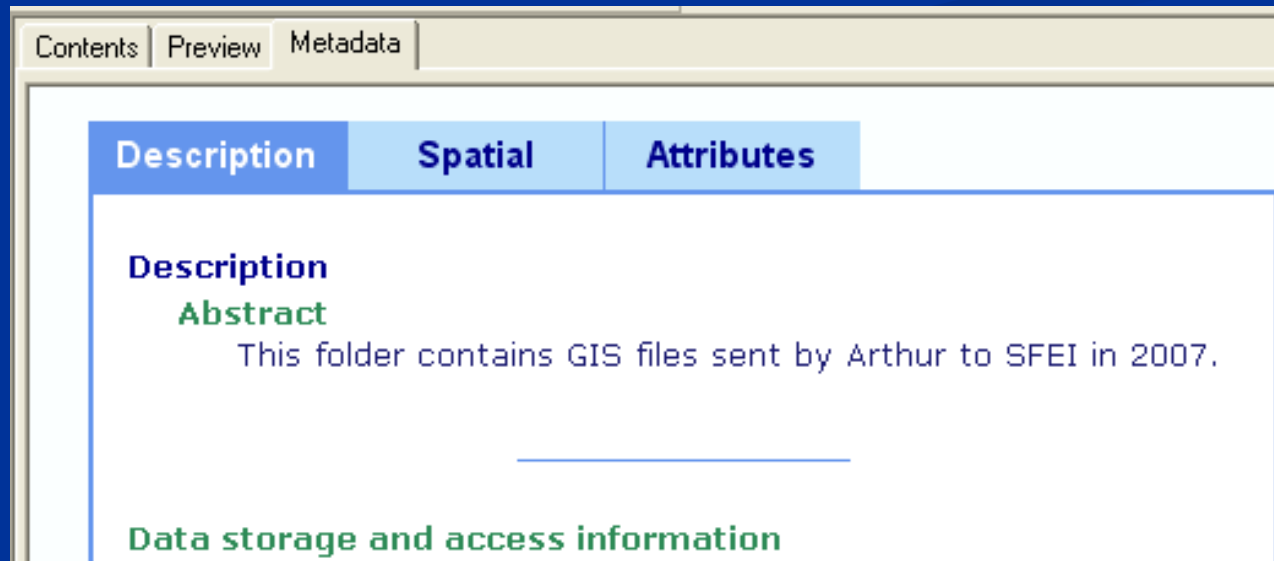 Contents Preview Metadata
Description Spatial Attributes
Description
Abstract
This folder contains GIS files sent by Arthur to SFEI in 2007.
Data storage and access information